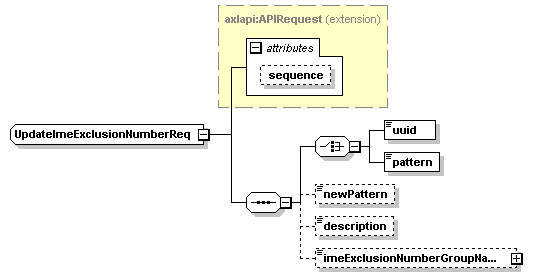 axlapi:APIRequest (extension)
attributes
sequence
UpdateImeExclusionNumberReq
uuid
pattern
newPattern
description
imeExclusionNumberGroupNa...